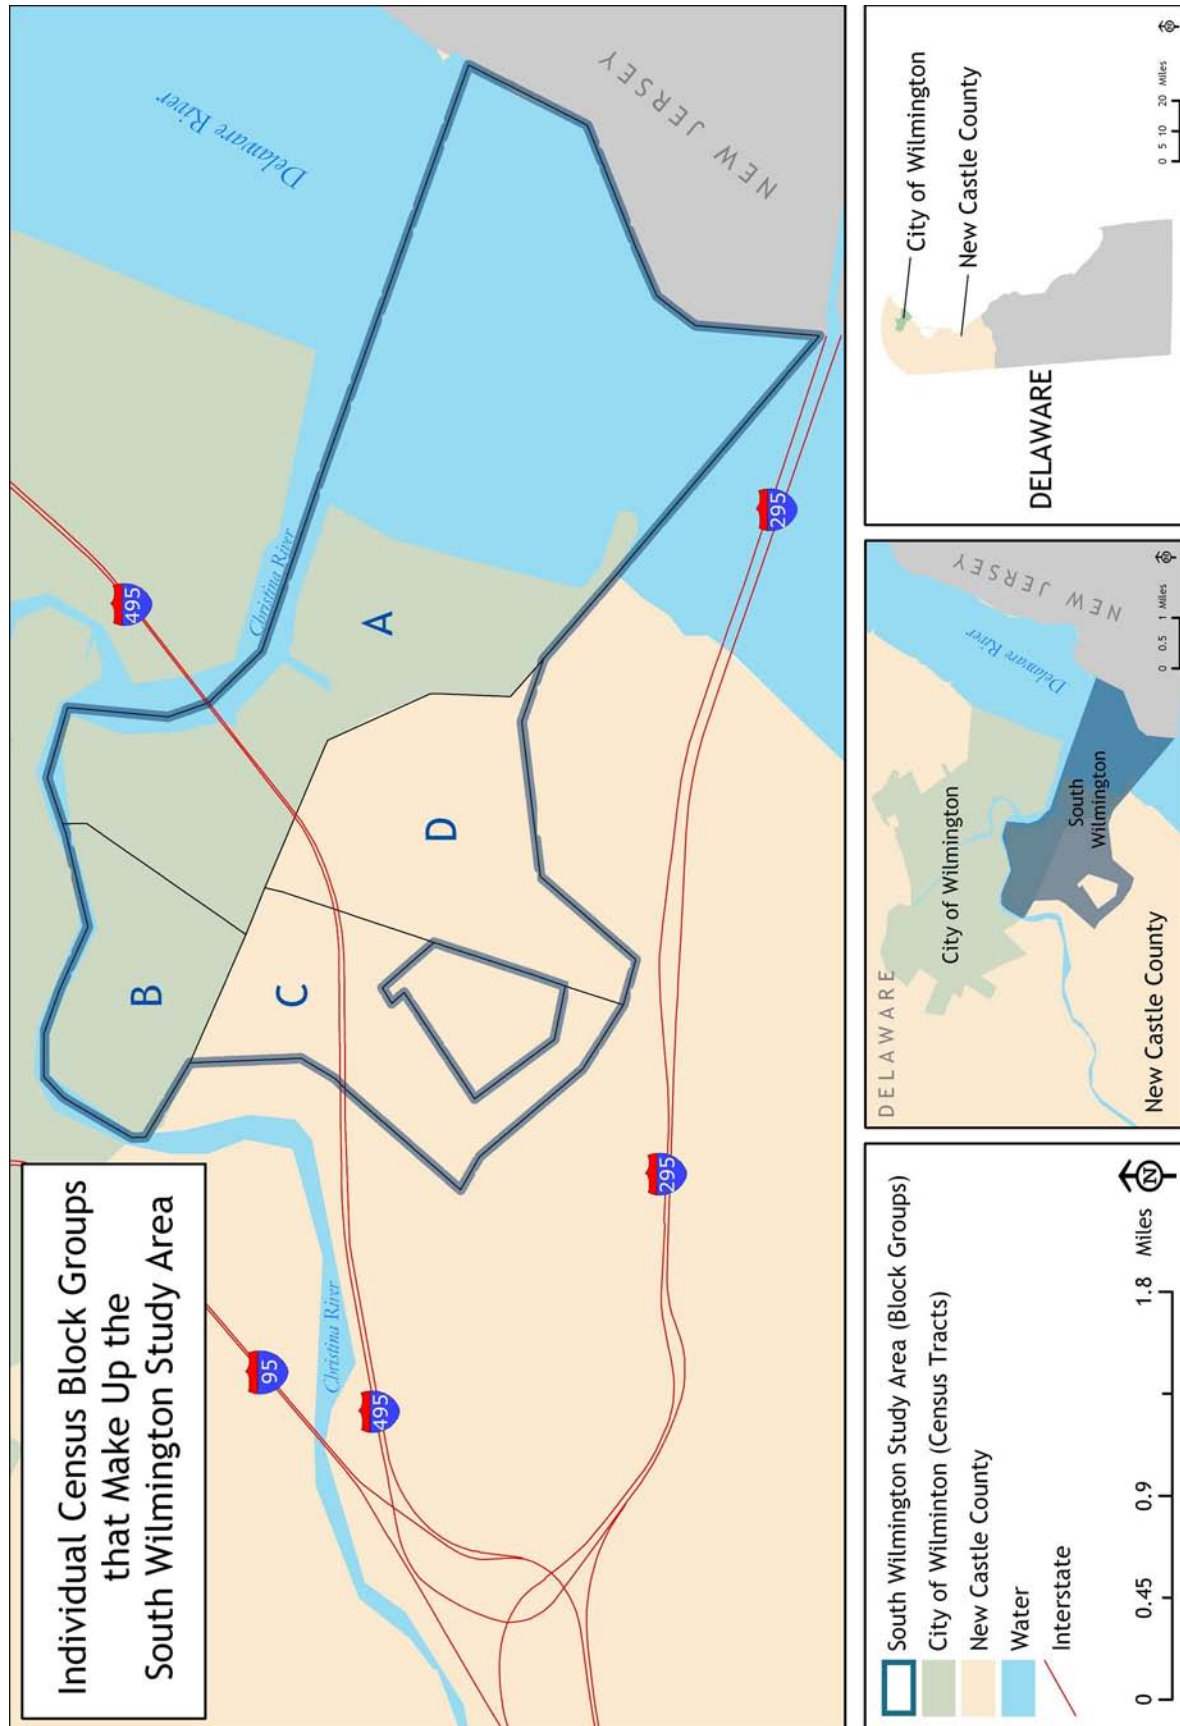 Individual Census Block Groups
that Make Up the
South Wilmington Study Area
95
495
Christina River
295
B
C
D
A
495
Christina River
295
Delaware River
NEW JERSEY
South Wilmington Study Area (Block Groups)
City of Wilminton (Census Tracts)
New Castle County
Water
Interstate
0 0.45 0.9 1.8 Miles
N
DELAWARE
City of Wilmington
South
Wilmington
New Castle County
Delaware River
NEW JERSEY
0 0.5 1 Miles
N
DELAWARE
City of Wilmington
New Castle County
0 5 10 20 Miles
N